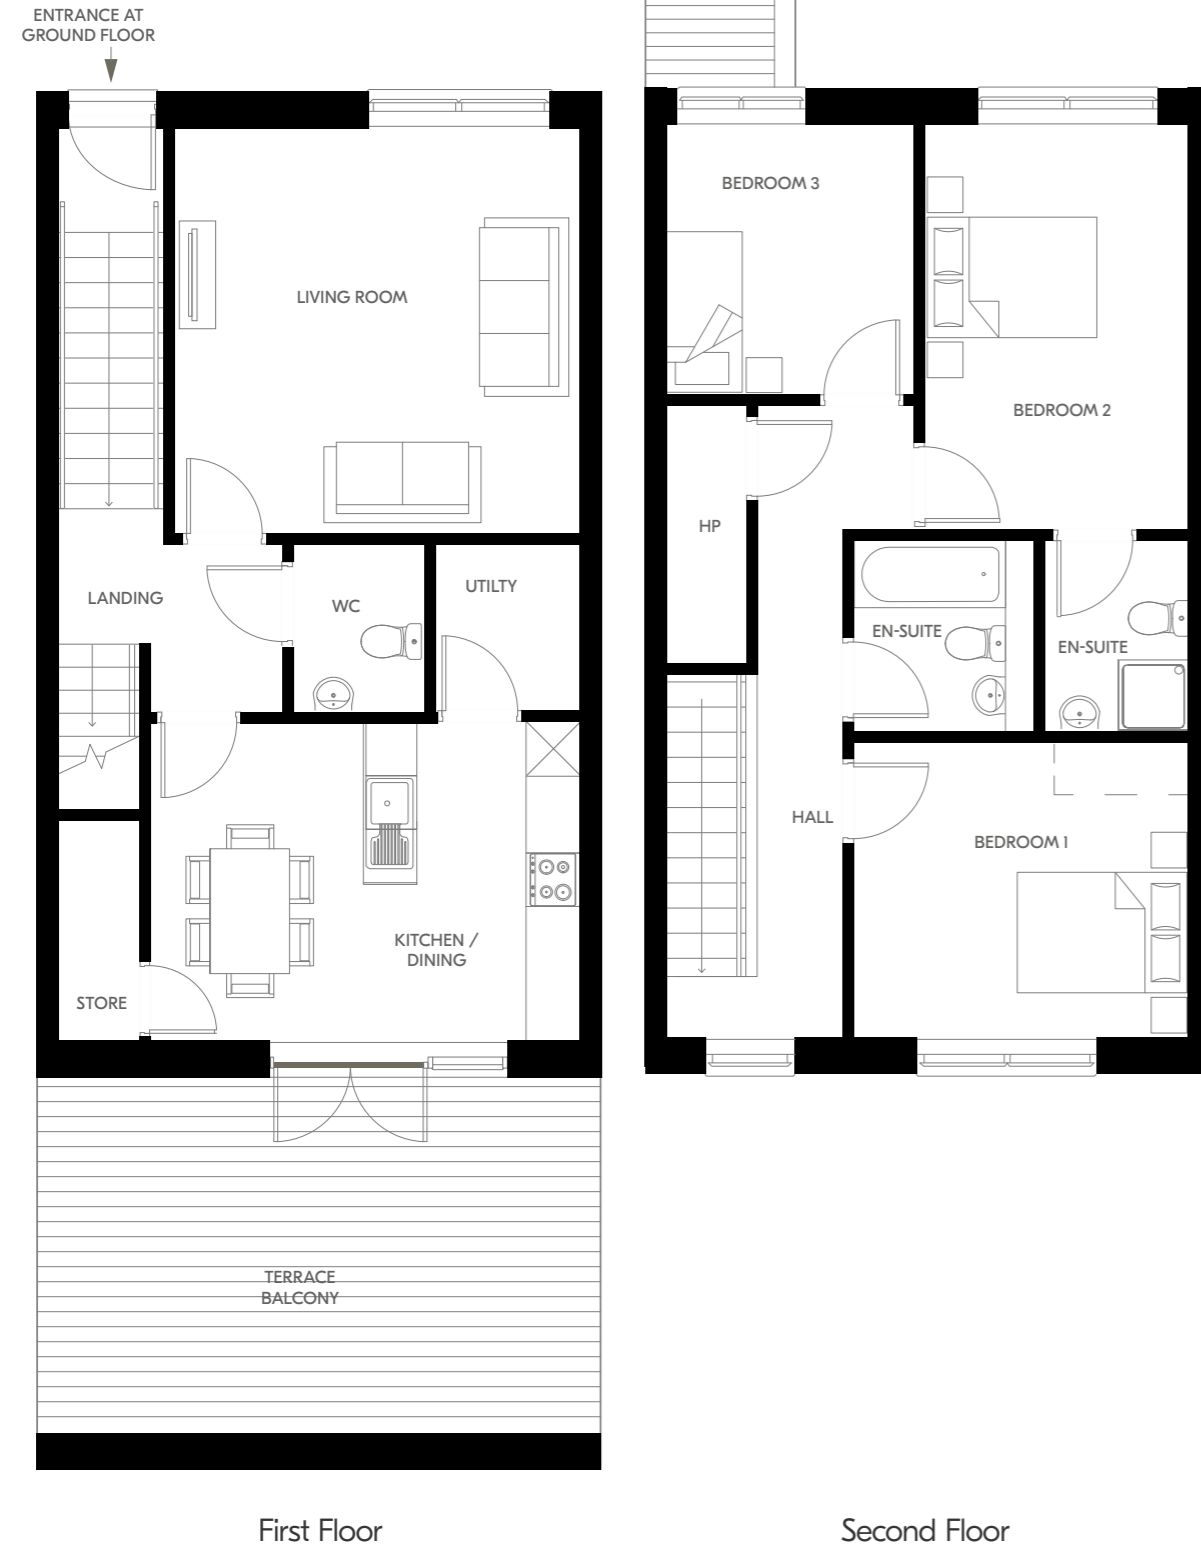 ENTRANCE AT
GROUND FLOOR
LIVING ROOM
LANDING
WC
UTILTY
KITCHEN /
DINING
STORE
TERRACE
BALCONY
First Floor
BEDROOM 3
BEDROOM 2
HP
EN-SUITE
EN-SUITE
HALL
BEDROOM 1
Second Floor